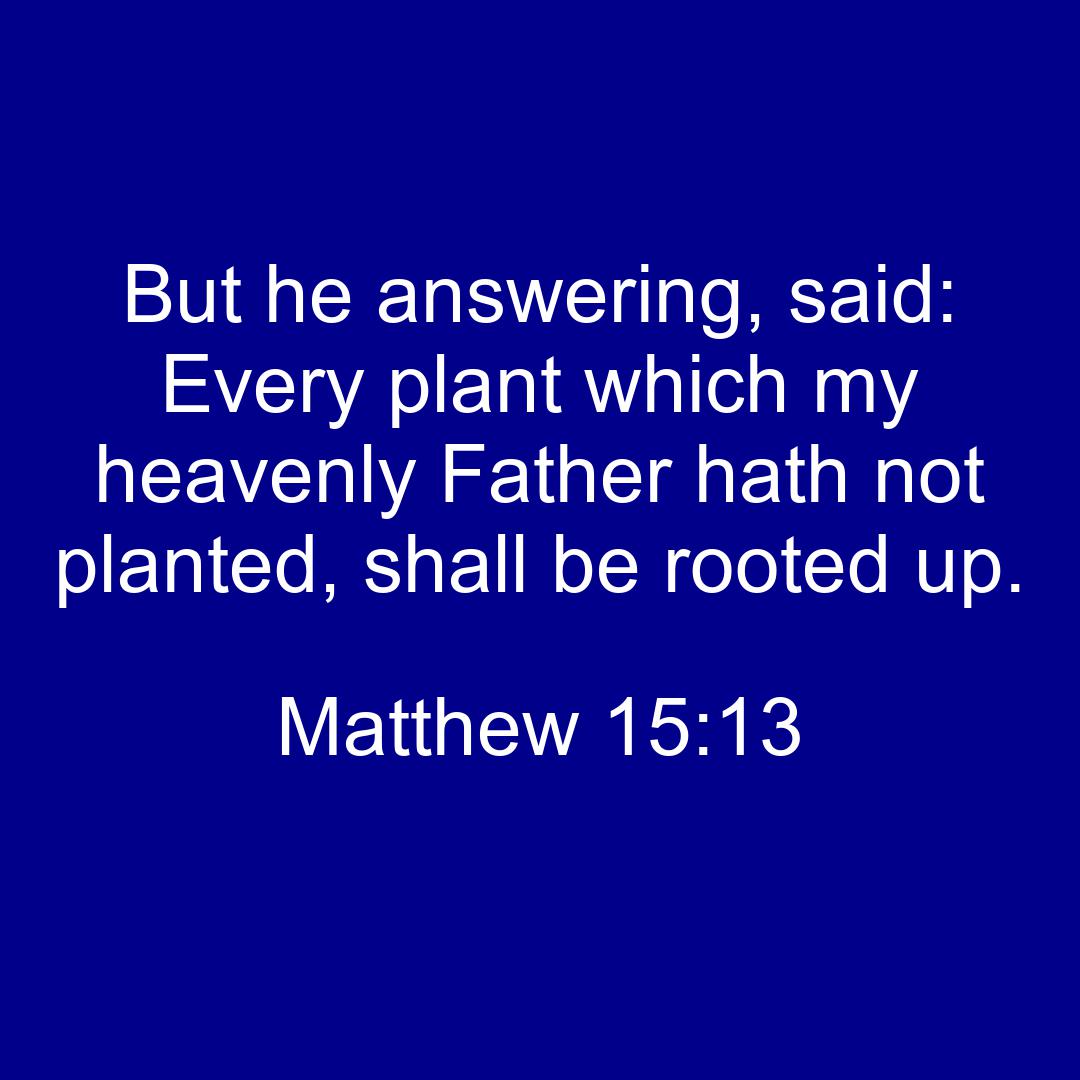 But he answering, said:
Every plant which my
heavenly Father hath not
planted, shall be rooted up.
Matthew 15:13